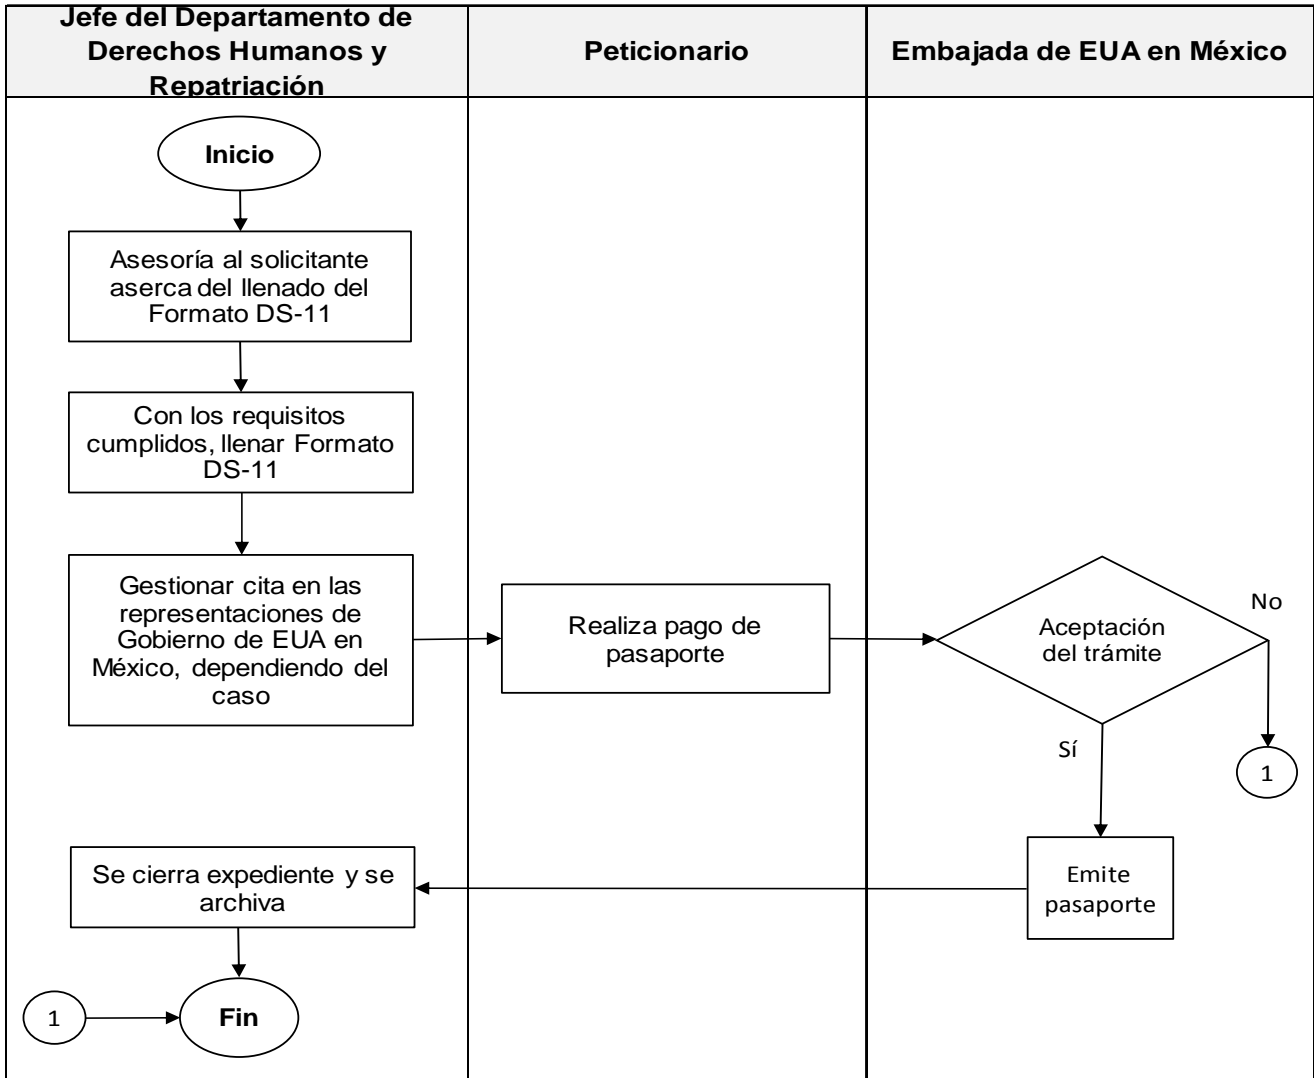 Jefe del Departamento de
Derechos Humanos y
Repatriación
Peticionario
Embajada de EUA en México
Inicio
Asesoría al solicitante
aserca del llenado del
Formato DS-11
Con los requisitos
cumplidos, llenar Formato
DS-11
Gestionar cita en las
representaciones de
Gobierno de EUA en
México, dependiendo del
caso
Realiza pago de
pasaporte
Aceptación
del trámite
No
Sí
1
Emite
pasaporte
Se cierra expediente y se
archiva
1
Fin